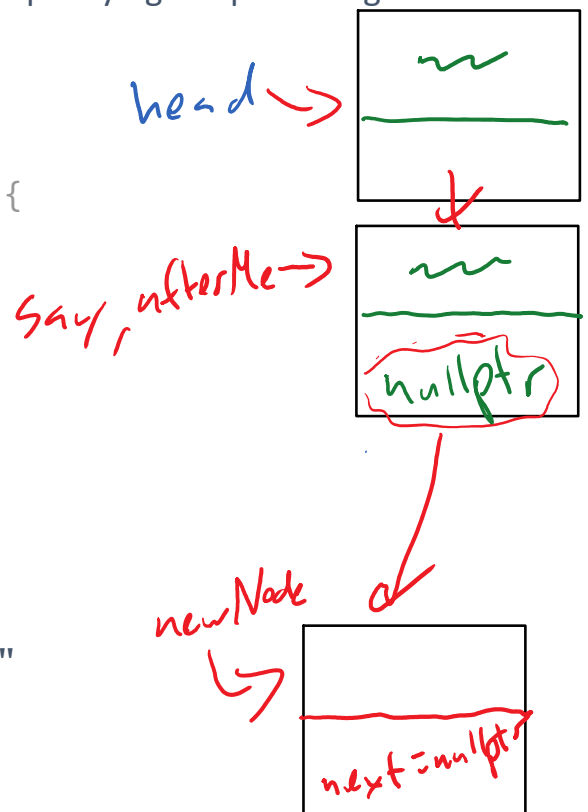 head
{
say, afterMe
nullptr
newNode
"
next = nullptr